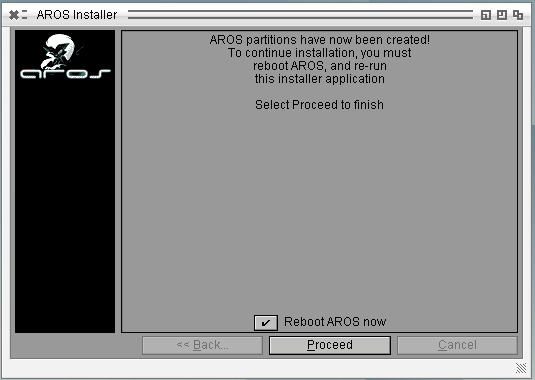 AROS Installer
aros
AROS partitions have now been created!
To continue installation, you must
reboot AROS, and re-run
this installer application
Select Proceed to finish
Reboot AROS now
<< Back...
Proceed
Cancel